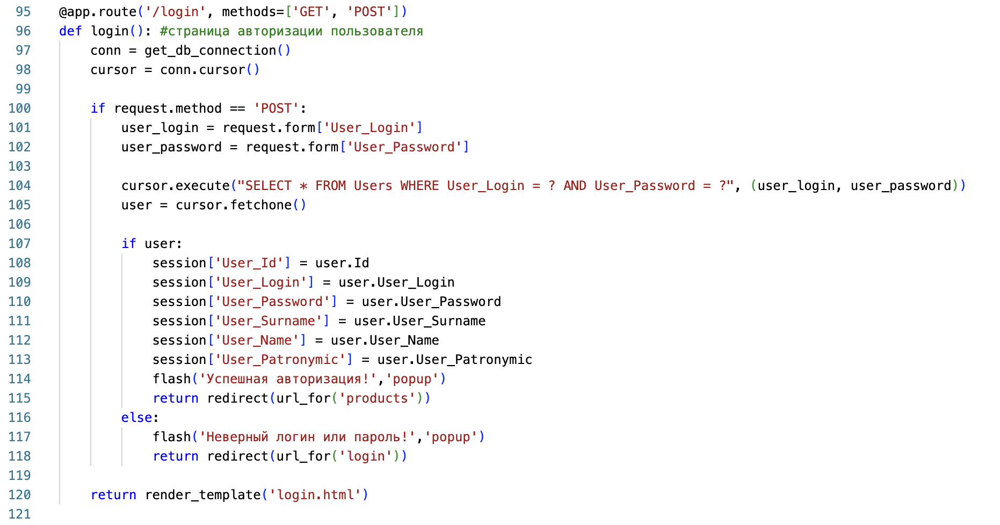 95 @app.route('/login', methods=['GET', 'POST'])
96 def login(): #страница авторизации пользователя
97     conn = get_db_connection()
98     cursor = conn.cursor()
99
100     if request.method == 'POST':
101         user_login = request.form['User_Login']
102         user_password = request.form['User_Password']
103
104         cursor.execute("SELECT * FROM Users WHERE User_Login = ? AND User_Password = ?", (user_login, user_password))
105         user = cursor.fetchone()
106
107         if user:
108             session['User_Id'] = user.Id
109             session['User_Login'] = user.User_Login
110             session['User_Password'] = user.User_Password
111             session['User_Surname'] = user.User_Surname
112             session['User_Name'] = user.User_Name
113             session['User_Patronymic'] = user.User_Patronymic
114             flash('Успешная авторизация!','popup')
115             return redirect(url_for('products'))
116         else:
117             flash('Неверный логин или пароль!','popup')
118             return redirect(url_for('login'))
119
120     return render_template('login.html')
121